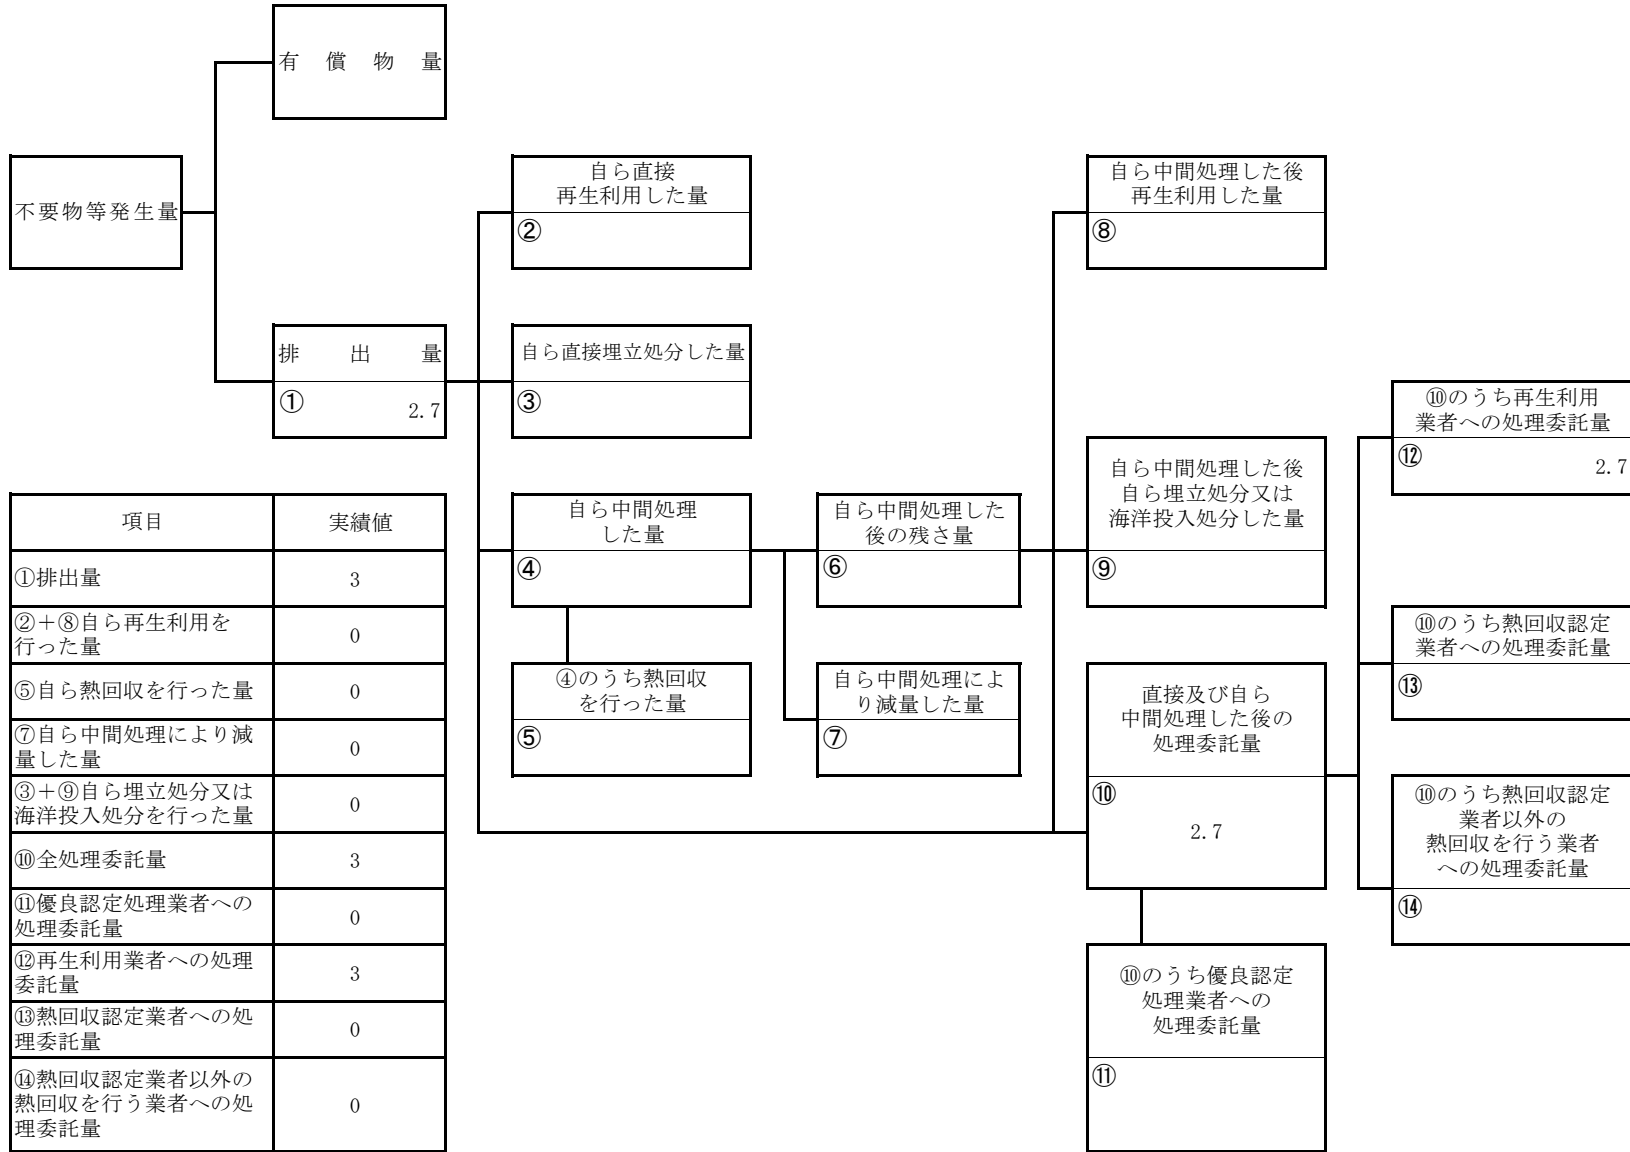 有償物量
不要物等発生量
排出量
① 2.7
自ら直接
再生利用した量
②
自ら直接埋立処分した量
③
自ら中間処理
した量
④
④のうち熱回収
を行った量
⑤
自ら中間処理した
後の残さ量
⑥
自ら中間処理によ
り減量した量
⑦
自ら中間処理した後
再生利用した量
⑧
自ら中間処理した後
自ら埋立処分又は
海洋投入処分した量
⑨
直接及び自ら
中間処理した後の
処理委託量
⑩
2.7
⑩のうち優良認定
処理業者への
処理委託量
⑪
⑩のうち再生利用
業者への処理委託量
⑫ 2.7
⑩のうち熱回収認定
業者への処理委託量
⑬
⑩のうち熱回収認定
業者以外の
熱回収を行う業者
への処理委託量
⑭
項目 実績値
①排出量 3
②＋⑧自ら再生利用を
行った量 0
⑤自ら熱回収を行った量 0
⑦自ら中間処理により減
量した量 0
③＋⑨自ら埋立処分又は
海洋投入処分を行った量 0
⑩全処理委託量 3
⑪優良認定処理業者への
処理委託量 0
⑫再生利用業者への処理
委託量 3
⑬熱回収認定業者への処
理委託量 0
⑭熱回収認定業者以外の
熱回収を行う業者への処 0
理委託量